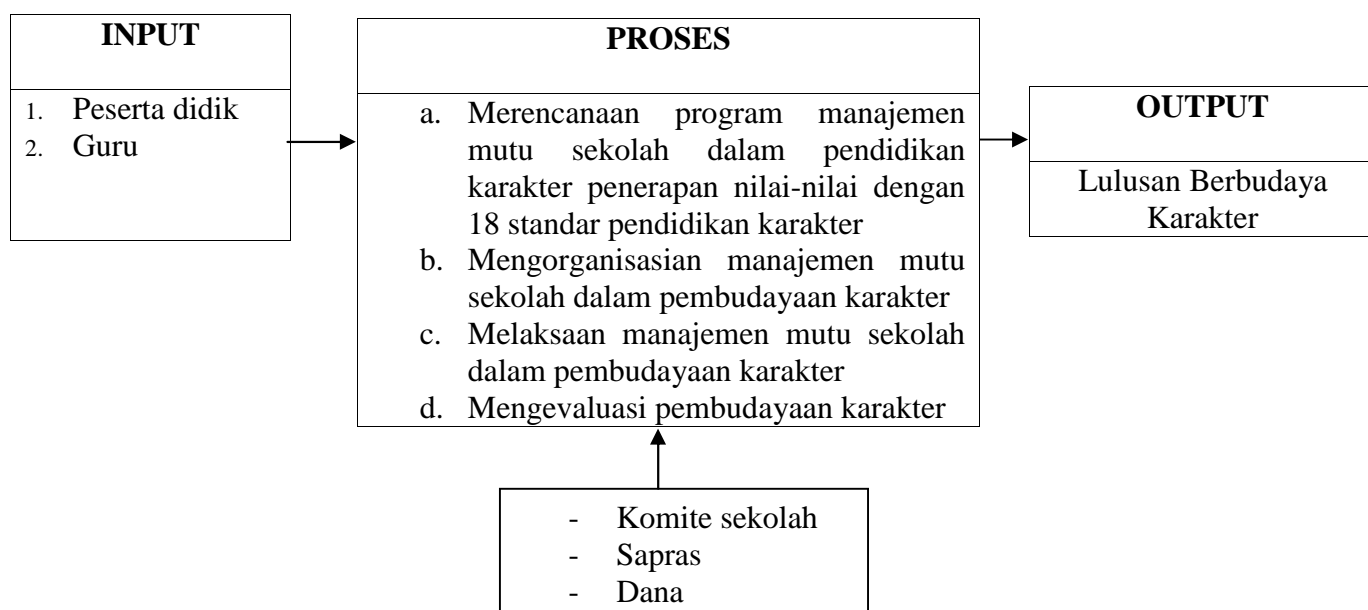 INPUT
1. Peserta didik
2. Guru
PROSES
a. Merencanaan program manajemen
mutu sekolah dalam pendidikan
karakter penerapan nilai-nilai dengan
18 standar pendidikan karakter
b. Mengorganisasian manajemen mutu
sekolah dalam pembudayaan karakter
c. Melaksaan manajemen mutu sekolah
dalam pembudayaan karakter
d. Mengevaluasi pembudayaan karakter
OUTPUT
Lulusan Berbudaya
Karakter
- Komite sekolah
- Sapras
- Dana